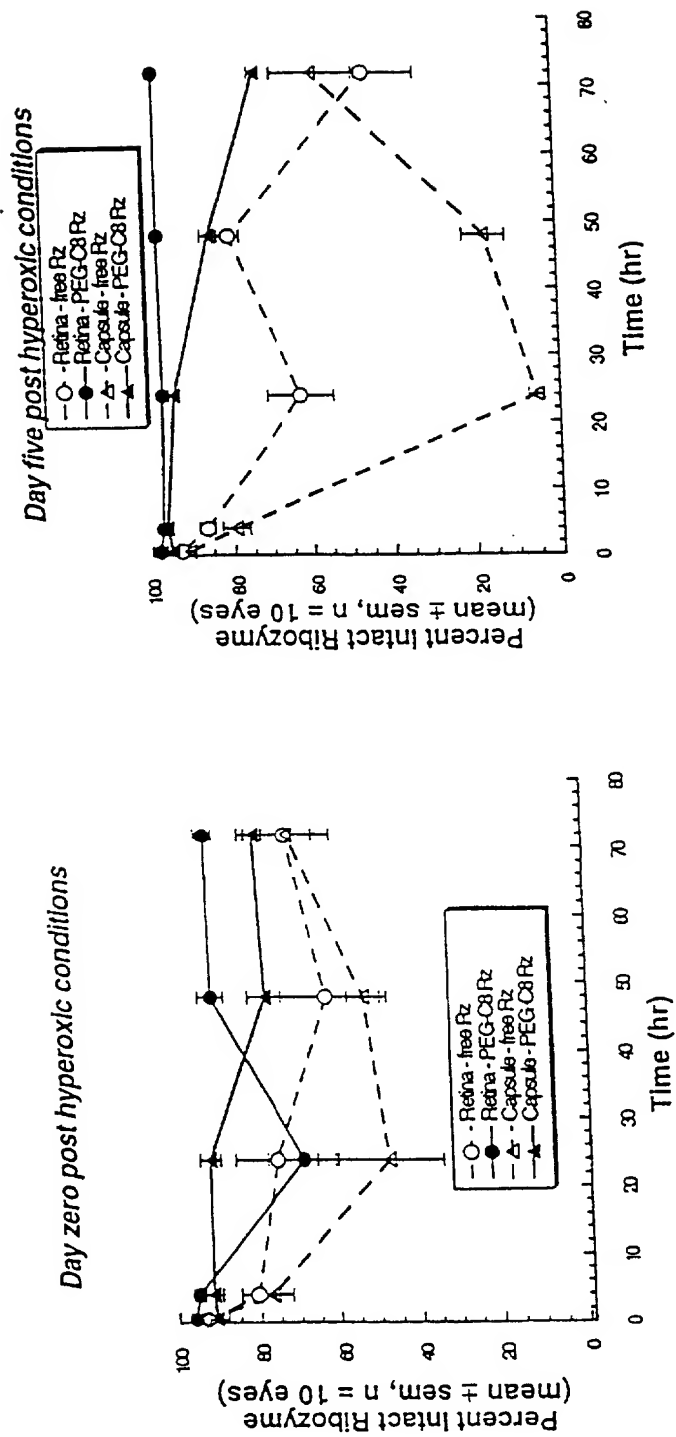 Day zero post hyperoxic conditions
Percent Intact Ribozyme
(mean ± sem, n = 10 eyes)
100
80
60
40
20
0
- Retina - free Rz
Retina - PEG-C8 Rz
- Capsule - free Rz
Capsule - PEG-C8 Rz
0
10
20
30
40
50
60
70
80
Time (hr)
Day five post hyperoxic conditions
- Retina - free Rz
Retina - PEG-C8 Rz
- Capsule - free Rz
Capsule - PEG-C8 Rz
Percent Intact Ribozyme
(mean ± sem, n = 10 eyes)
100
80
60
40
20
0
0
10
20
30
40
50
60
70
80
Time (hr)